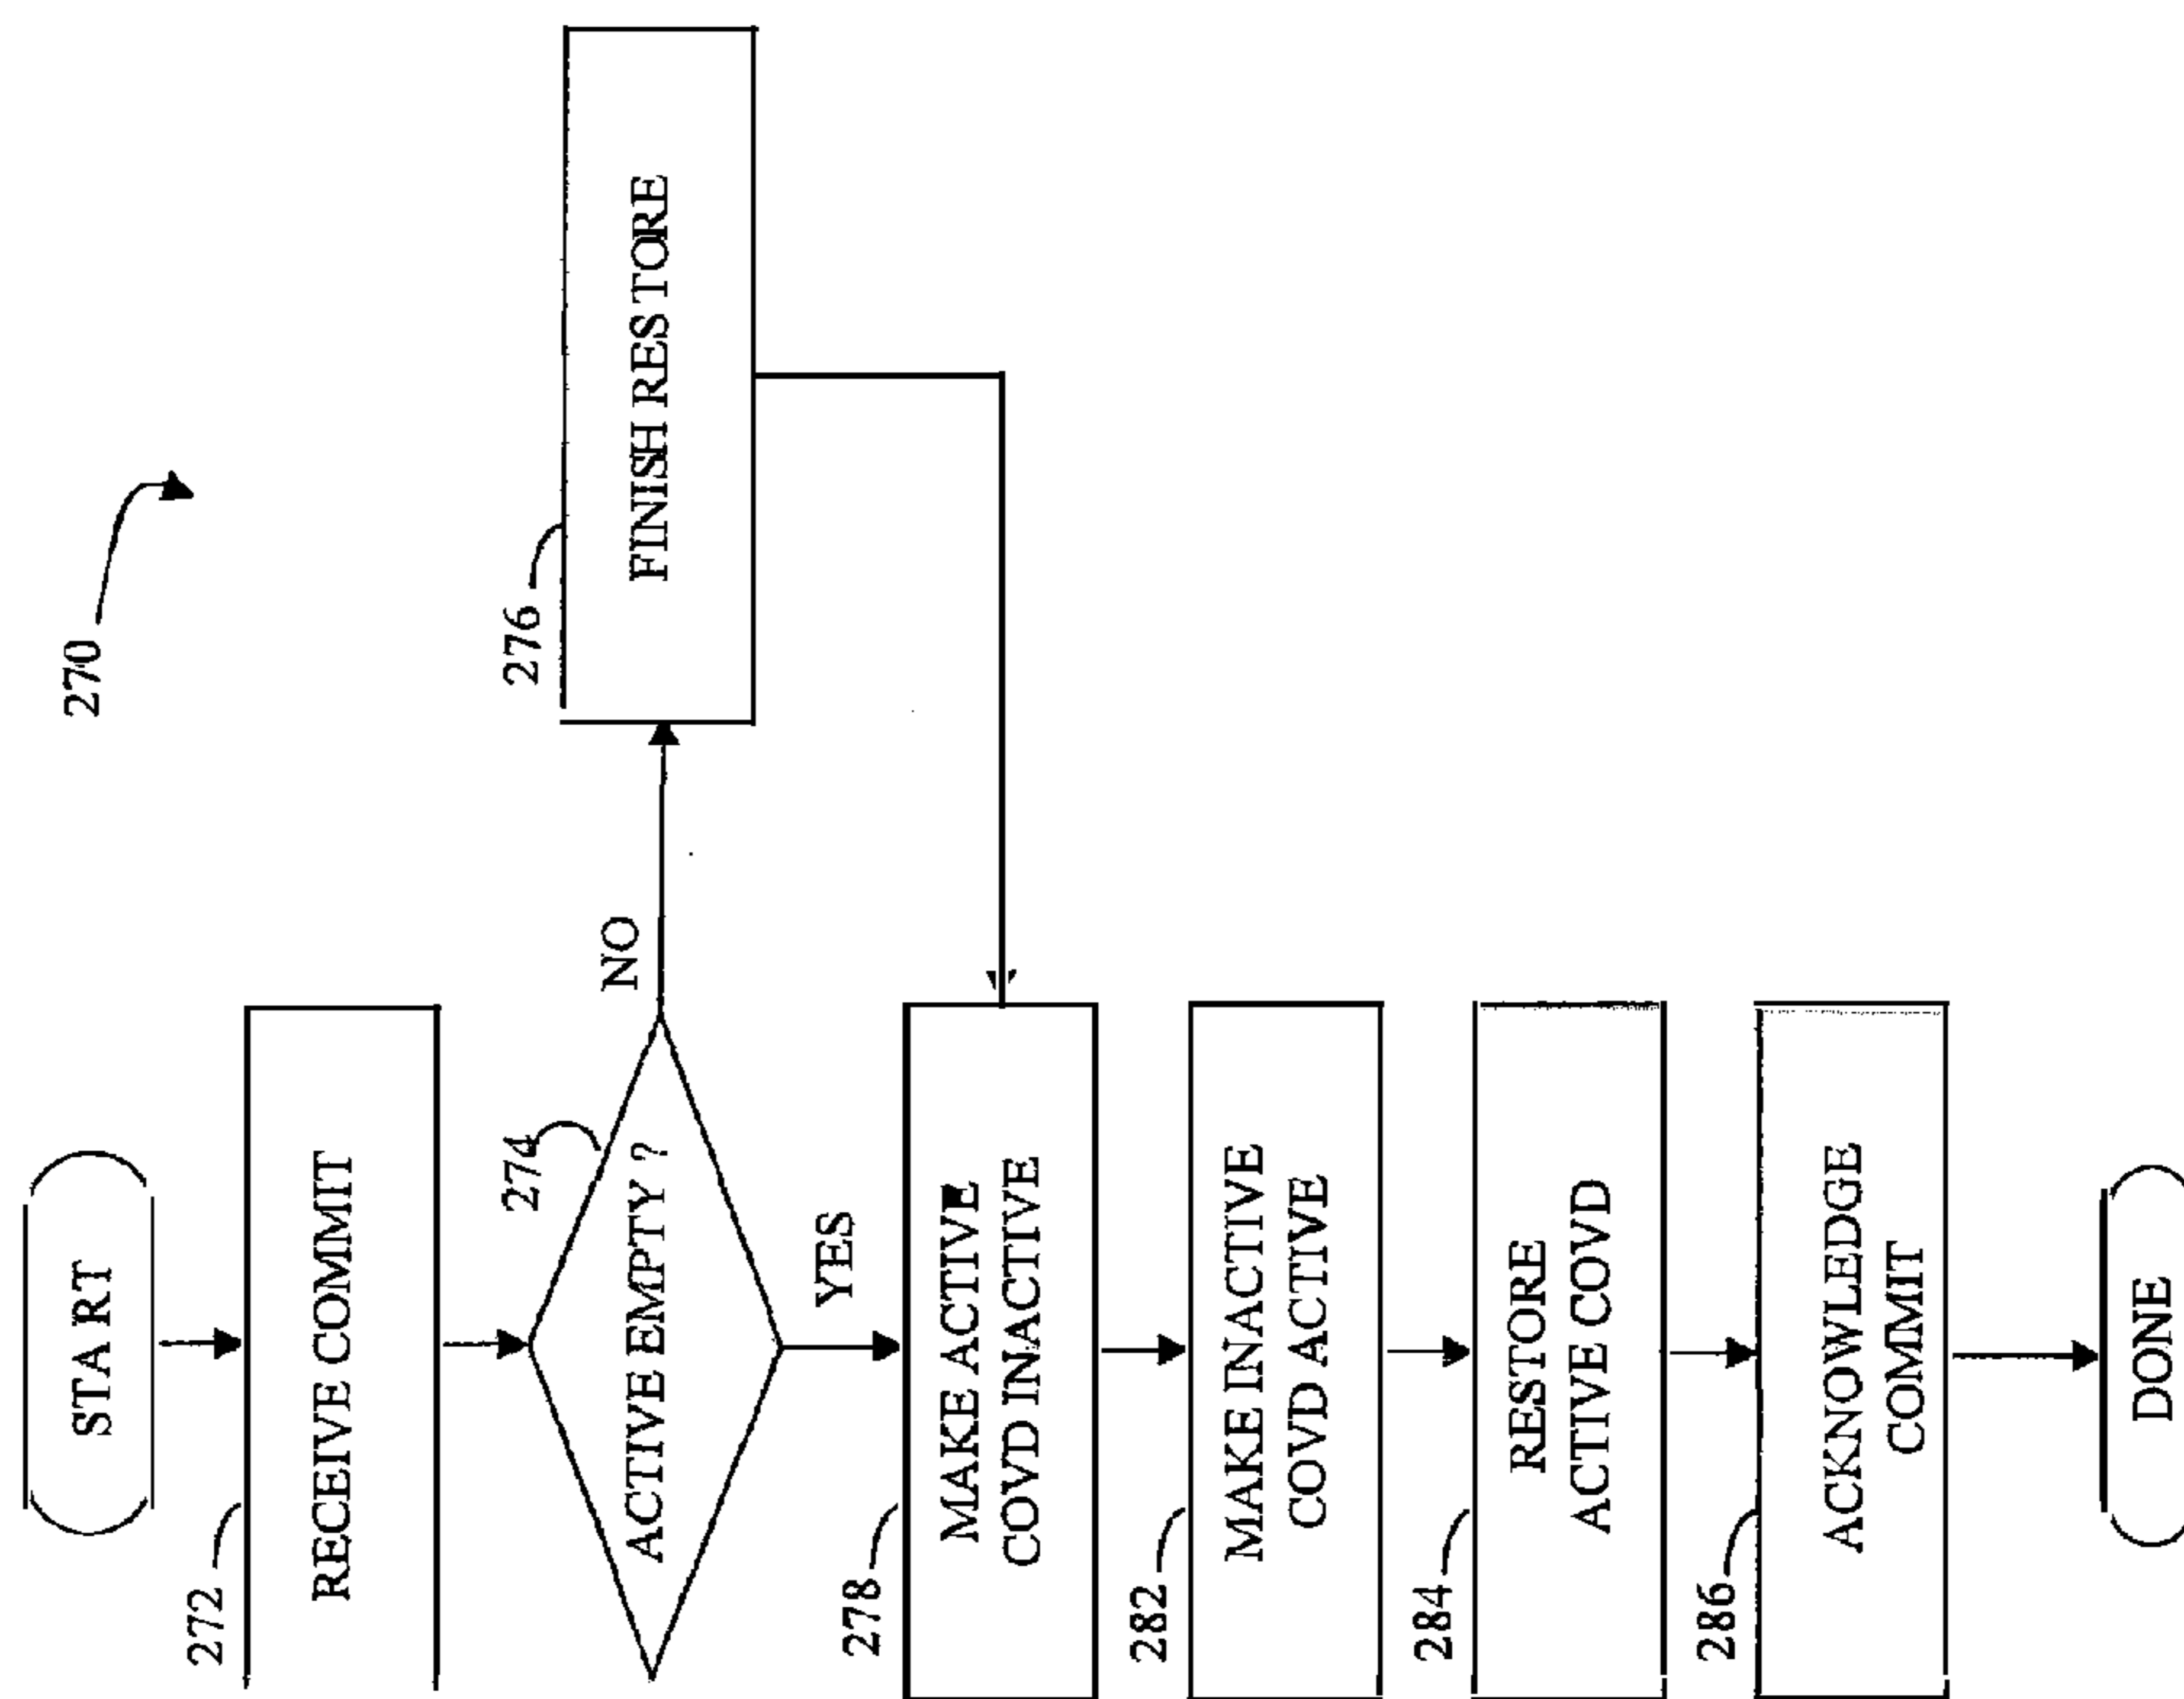 270
START
272
RECEIVE COMMIT
274
ACTIVE EMPTY ?
NO
276
FINISH RESTORE
YES
278
MAKE ACTIVE
COVD INACTIVE
282
MAKE INACTIVE
COVD ACTIVE
284
RESTORE
ACTIVE COVD
286
ACKNOWLEDGE
COMMIT
DONE